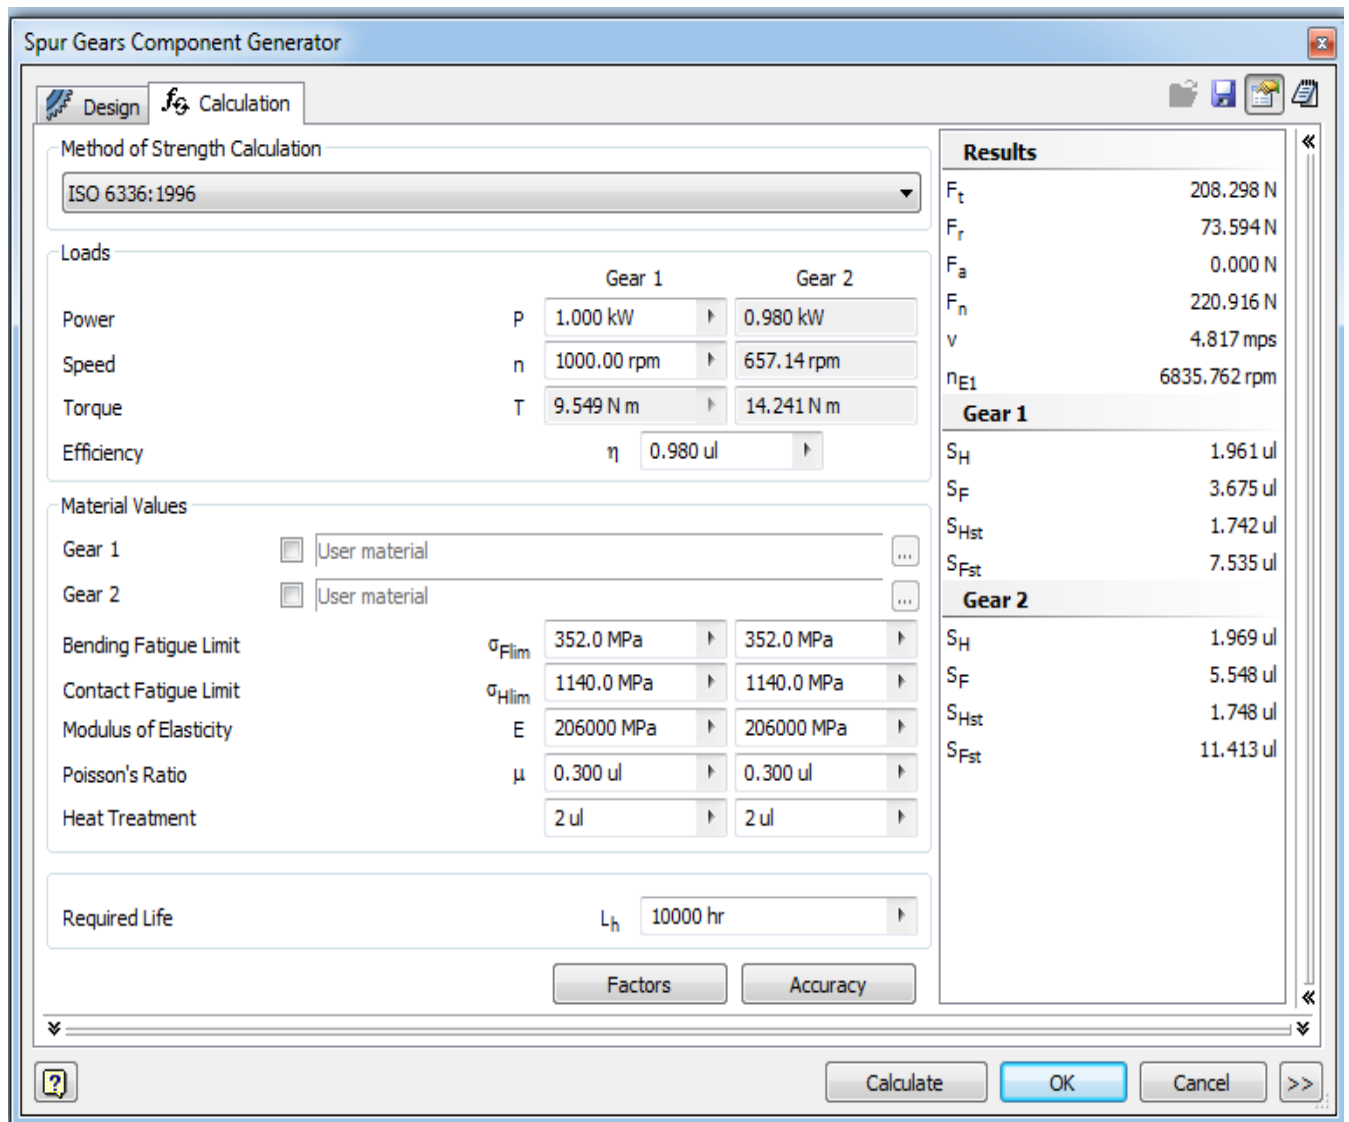 Spur Gears Component Generator
Design
Calculation
Method of Strength Calculation
ISO 6336:1996
Loads
Gear 1 Gear 2
Power P 1.000 kW 0.980 kW
Speed n 1000.00 rpm 657.14 rpm
Torque T 9.549 N m 14.241 N m
Efficiency η 0.980 ul
Material Values
Gear 1 User material ...
Gear 2 User material ...
Bending Fatigue Limit σFlim 352.0 MPa 352.0 MPa
Contact Fatigue Limit σHlim 1140.0 MPa 1140.0 MPa
Modulus of Elasticity E 206000 MPa 206000 MPa
Poisson's Ratio μ 0.300 ul 0.300 ul
Heat Treatment 2 ul 2 ul
Required Life Lh 10000 hr
Factors Accuracy
Results
Ft 208.298 N
Fr 73.594 N
Fa 0.000 N
Fn 220.916 N
v 4.817 mps
nE1 6835.762 rpm
Gear 1
SH 1.961 ul
SF 3.675 ul
SHst 1.742 ul
SFst 7.535 ul
Gear 2
SH 1.969 ul
SF 5.548 ul
SHst 1.748 ul
SFst 11.413 ul
? Calculate OK Cancel >>